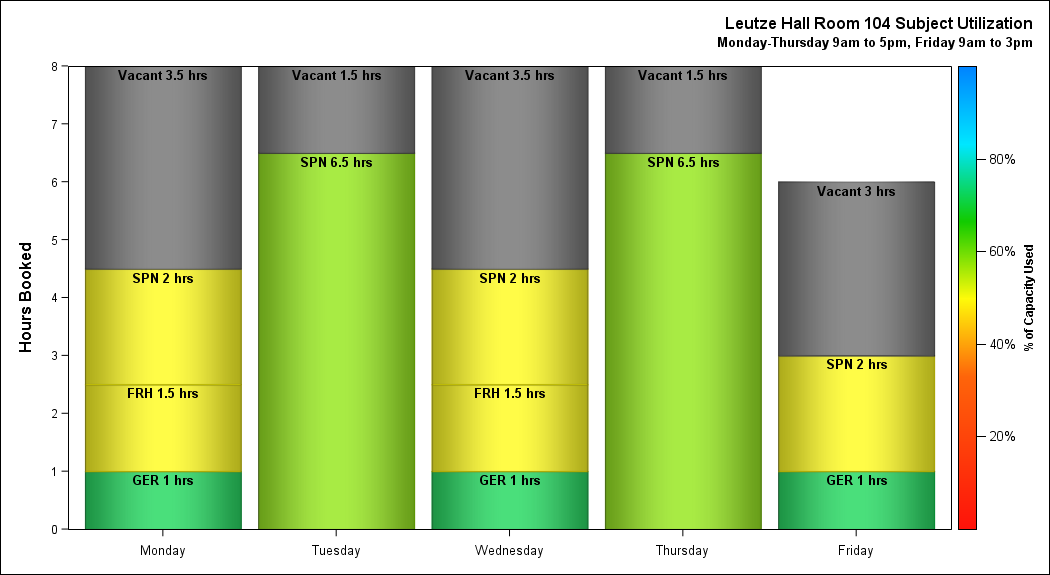 Leutze Hall Room 104 Subject Utilization
Monday-Thursday 9am to 5pm, Friday 9am to 3pm
Hours Booked
8
7
6
5
4
3
2
1
0
Vacant 3.5 hrs
SPN 2 hrs
FRH 1.5 hrs
GER 1 hrs
Vacant 1.5 hrs
SPN 6.5 hrs
Vacant 3.5 hrs
SPN 2 hrs
FRH 1.5 hrs
GER 1 hrs
Vacant 1.5 hrs
SPN 6.5 hrs
Vacant 3 hrs
SPN 2 hrs
GER 1 hrs
Monday Tuesday Wednesday Thursday Friday
80%
60%
40%
20%
% of Capacity Used